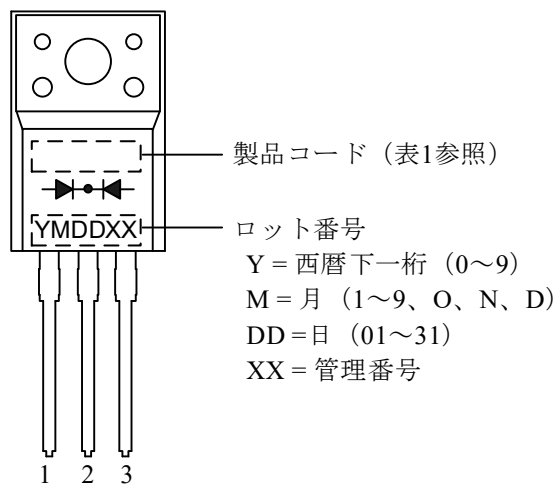 製品コード（表1参照）
YMDDXX
ロット番号
Y = 西暦下一桁（0～9）
M = 月（1～9、O、N、D）
DD =日（01～31）
XX = 管理番号
1 2 3